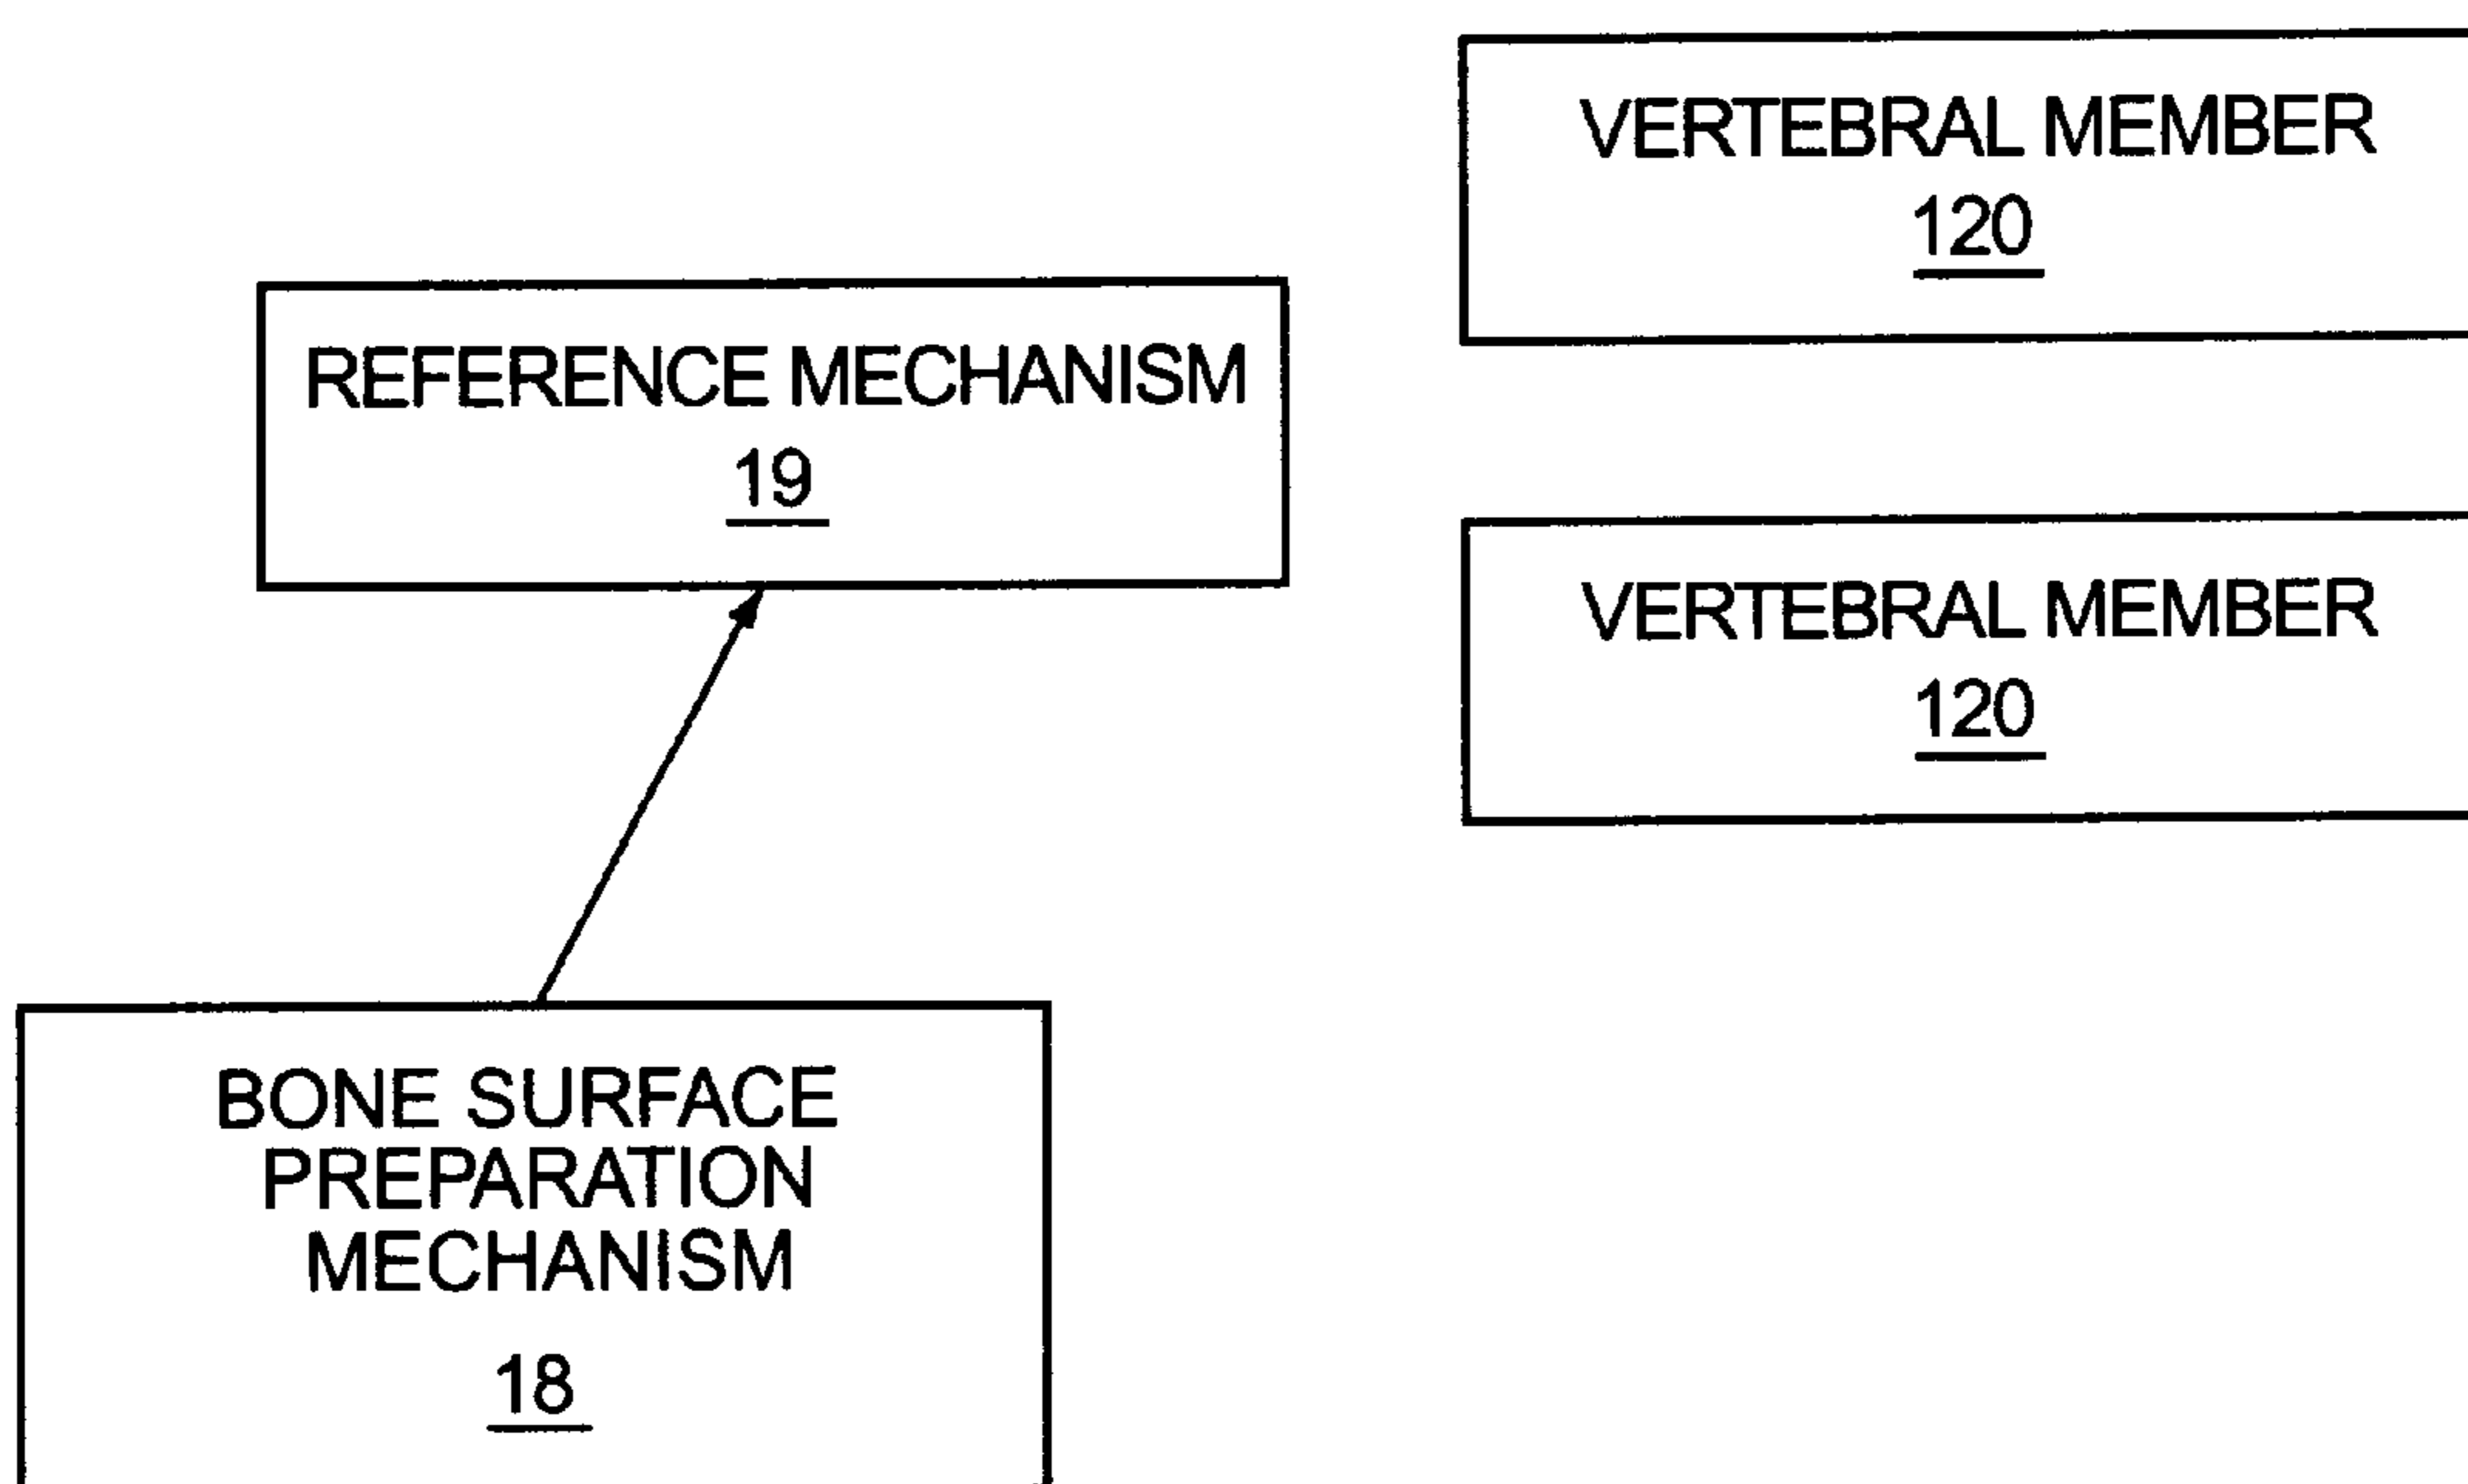 VERTEBRAL MEMBER
120
REFERENCE MECHANISM
19
VERTEBRAL MEMBER
120
BONE SURFACE
PREPARATION
MECHANISM
18